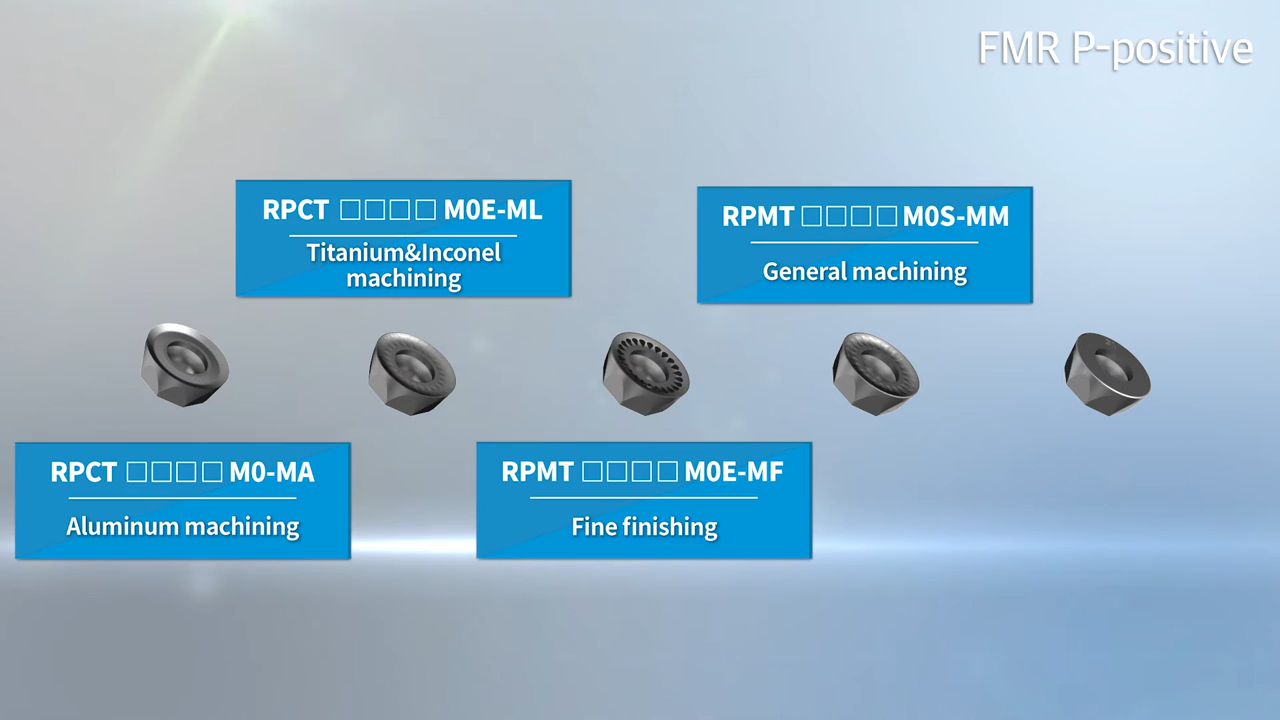 FMR P-positive
RPCT □□□□ M0E-ML
Titanium&Inconel
machining
RPMT □□□□ M0S-MM
General machining
RPCT □□□□ M0-MA
Aluminum machining
RPMT □□□□ M0E-MF
Fine finishing